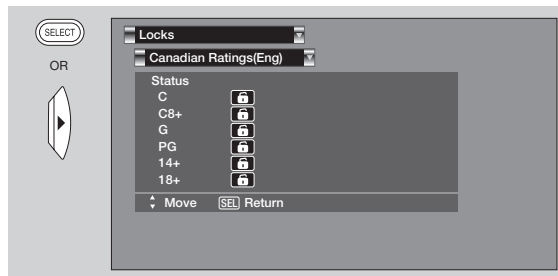 SELECT
OR
Locks
Canadian Ratings(Eng)
Status
C
C8+
G
PG
14+
18+
Move SEL Return